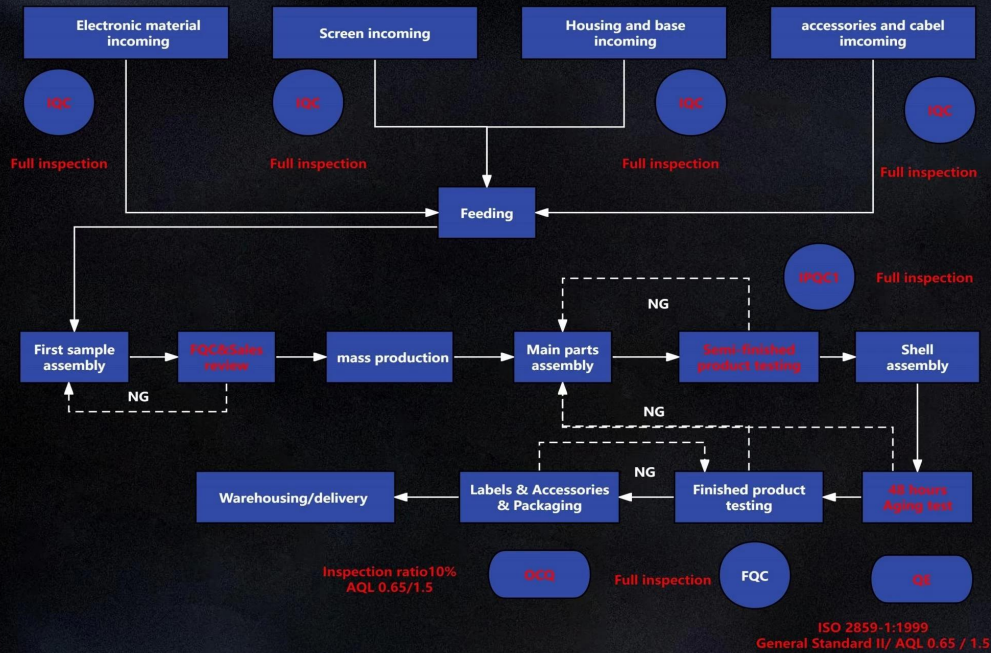 Electronic material
incoming
Screen incoming
Housing and base
incoming
accessories and cabel
imcoming
IQC
IQC
IQC
IQC
Full inspection
Full inspection
Full inspection
Full inspection
Feeding
IPQC1
Full inspection
NG
First sample
assembly
FQC&Sales
review
mass production
Main parts
assembly
Semi-finished
product testing
Shell
assembly
NG
NG
NG
Warehousing/delivery
Labels & Accessories
& Packaging
Finished product
testing
48 hours
Aging test
Inspection ratio10%
AQL 0.65/1.5
OCQ
Full inspection
FQC
QE
ISO 2859-1:1999
General Standard II/ AQL 0.65 / 1.5